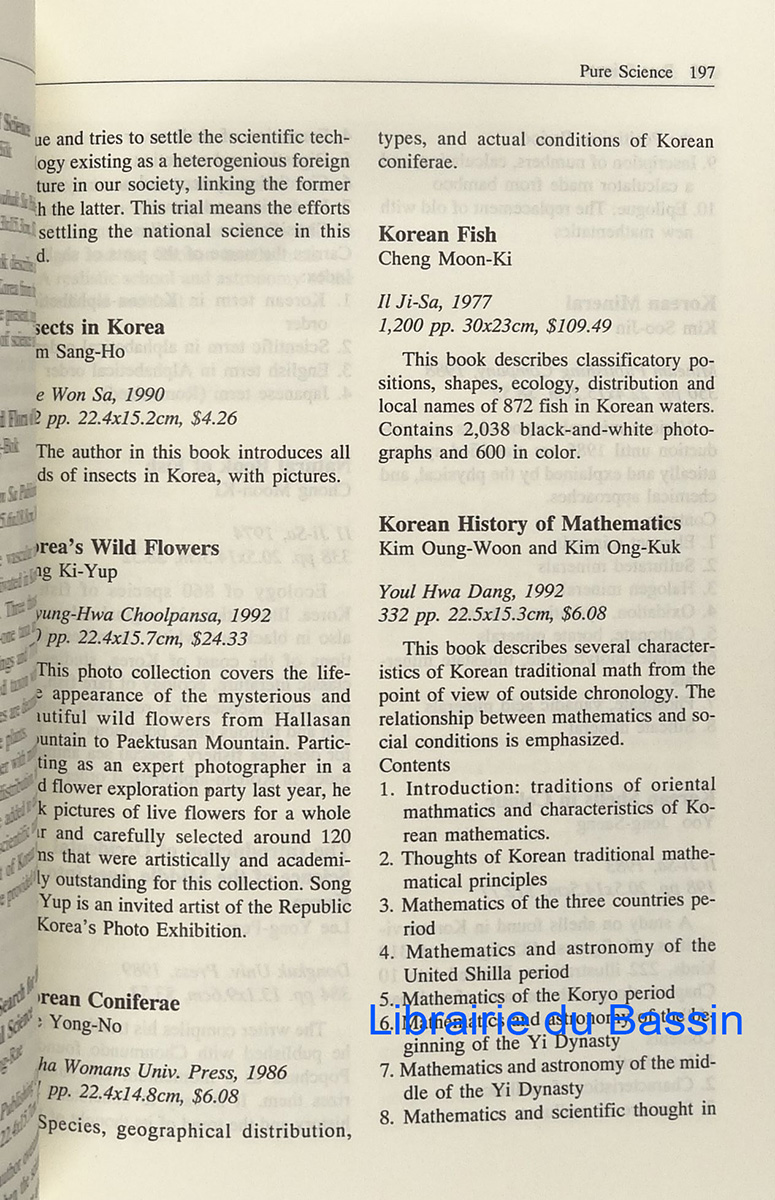 Pure Science 197
ue and tries to settle the scientific tech-
ogy existing as a heterogenious foreign
ture in our society, linking the former
h the latter. This trial means the efforts
settling the national science in this
d.
sects in Korea
m Sang-Ho
e Won Sa, 1990
2 pp. 22.4x15.2cm, $4.26
The author in this book introduces all
ds of insects in Korea, with pictures.
rea's Wild Flowers
ng Ki-Yup
yung-Hwa Choolpansa, 1992
pp. 22.4x15.7cm, $24.33
This photo collection covers the life-
e appearance of the mysterious and
autiful wild flowers from Hallasan
ountain to Paektusan Mountain. Partic-
ting as an expert photographer in a
d flower exploration party last year, he
k pictures of live flowers for a whole
ar and carefully selected around 120
ns that were artistically and academi-
ly outstanding for this collection. Song
Yup is an invited artist of the Republic
Korea's Photo Exhibition.
rean Coniferae
Yong-No
ha Womans Univ. Press, 1986
pp. 22.4x14.8cm, $6.08
Species, geographical distribution,
types, and actual conditions of Korean
coniferae.
Korean Fish
Cheng Moon-Ki
Il Ji-Sa, 1977
1,200 pp. 30x23cm, $109.49
This book describes classificatory po-
sitions, shapes, ecology, distribution and
local names of 872 fish in Korean waters.
Contains 2,038 black-and-white photo-
graphs and 600 in color.
Korean History of Mathematics
Kim Oung-Woon and Kim Ong-Kuk
Youl Hwa Dang, 1992
332 pp. 22.5x15.3cm, $6.08
This book describes several character-
istics of Korean traditional math from the
point of view of outside chronology. The
relationship between mathematics and so-
cial conditions is emphasized.
Contents
1. Introduction: traditions of oriental
mathmatics and characteristics of Ko-
rean mathematics.
2. Thoughts of Korean traditional mathe-
matical principles
3. Mathematics of the three countries pe-
riod
4. Mathematics and astronomy of the
United Shilla period
5. Mathematics of the Koryo period
6. Mathematics and astronomy of the be-
ginning of the Yi Dynasty
7. Mathematics and astronomy of the mid-
dle of the Yi Dynasty
8. Mathematics and scientific thought in
Librairie du Bassin